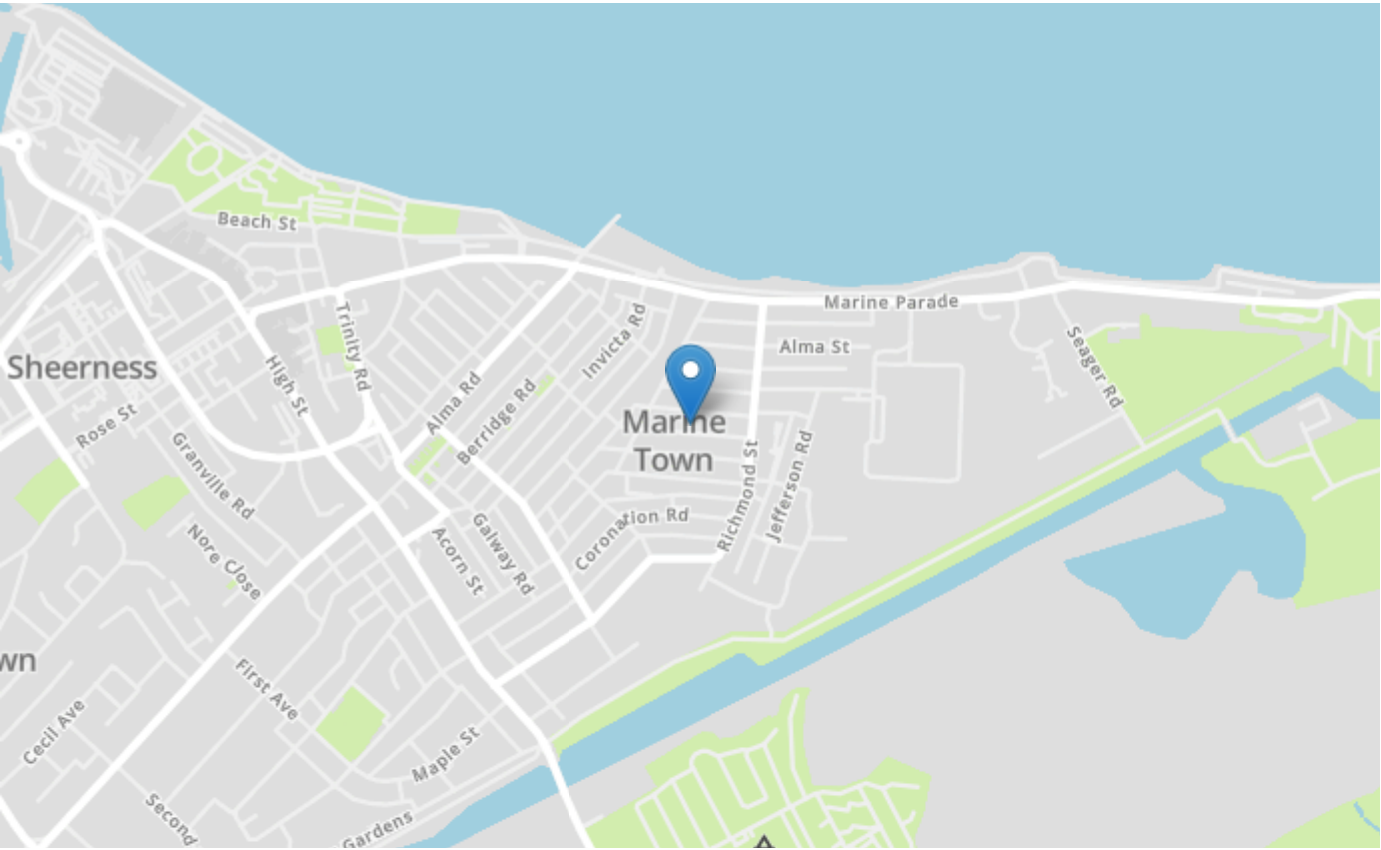 Beach St
Marine Parade
Trinity Rd
Invicta Rd
Alma St
Seager Rd
Sheerness
High St
Alma Rd
Berridge Rd
Rose St
Marine
Town
Granville Rd
Richmond St
Jefferson Rd
Coronation Rd
Nore Close
Acorn St
Galway Rd
wn
First Ave
Cecil Ave
Maple St
Second
Gardens